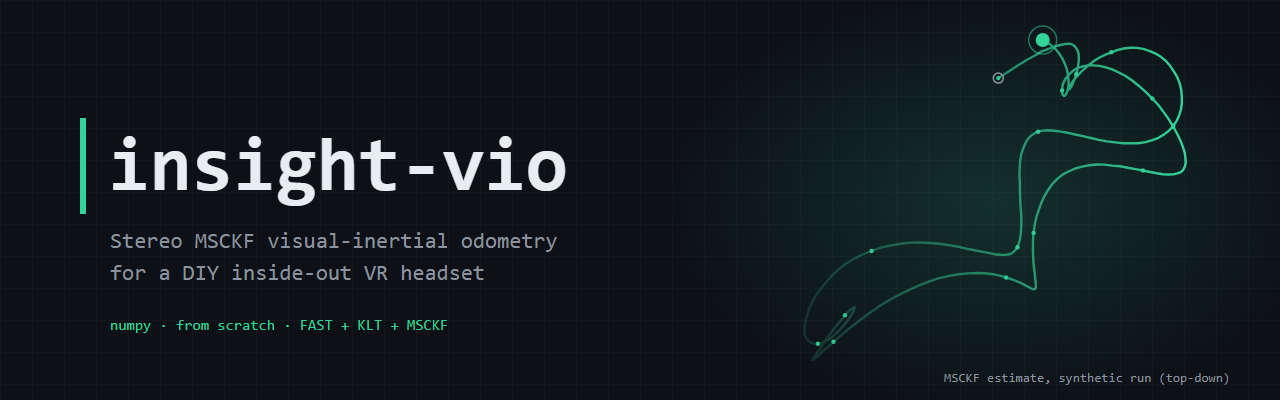 insight-vio
Stereo MSCKF visual-inertial odometry
for a DIY inside-out VR headset
numpy · from scratch · FAST + KLT + MSCKF
MSCKF estimate, synthetic run (top-down)